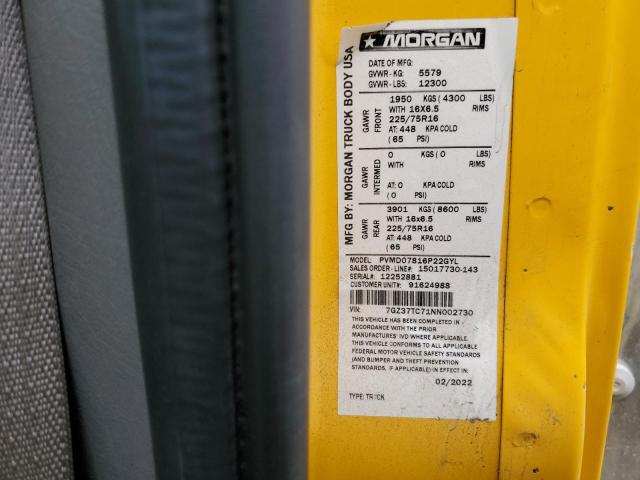 MORGAN
MFG BY: MORGAN TRUCK BODY USA
DATE OF MFG:
GVWR - KG: 5579
GVWR - LBS: 12300
GAWR FRONT
1950 KGS ( 4300 LBS)
WITH 16X6.5 RIMS
225/75R16
AT: 448 KPA COLD
( 65 PSI)
GAWR INTERMED
0 KGS ( 0 LBS)
WITH RIMS
AT: 0 KPA COLD
( 0 PSI)
GAWR REAR
3901 KGS ( 8600 LBS)
WITH 16x6.5 RIMS
225/75R16
AT: 448 KPA COLD
( 65 PSI)
MODEL: PVMD07816P22GYL
SALES ORDER - LINE#: 15017730-143
SERIAL#: 12252881
CUSTOMER UNIT#: 91624988
VIN: 7GZ37TC71NN002730
THIS VEHICLE HAS BEEN COMPLETED IN
ACCORDANCE WITH THE PRIOR
MANUFACTURES' IVD WHERE APPLICABLE.
THIS VEHICLE CONFORMS TO ALL APPLICABLE
FEDERAL MOTOR VEHICLE SAFETY STANDARDS
(AND BUMPER AND THEFT PREVENTION
STANDARDS, IF APPLICABLE) IN EFFECT IN:
02/2022
TYPE: TRUCK